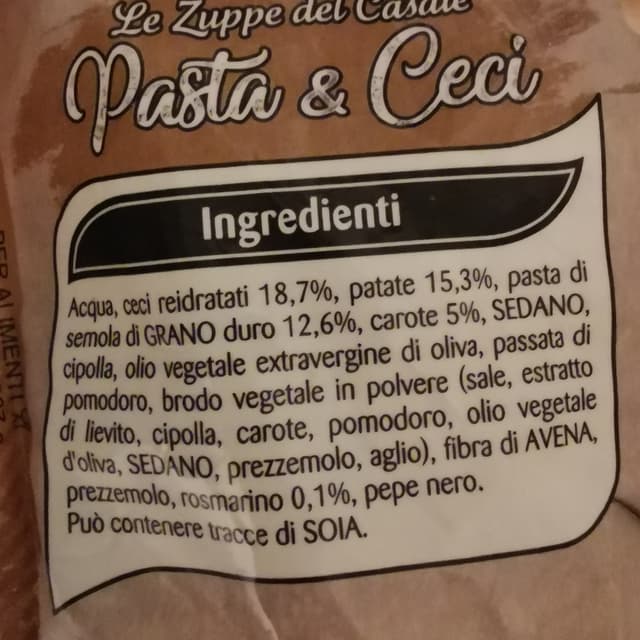 Le Zuppe del Casale
Pasta & Ceci
Ingredienti
Acqua, ceci reidratati 18,7%, patate 15,3%, pasta di
semola di GRANO duro 12,6%, carote 5%, SEDANO,
cipolla, olio vegetale extravergine di oliva, passata di
pomodoro, brodo vegetale in polvere (sale, estratto
di lievito, cipolla, carote, pomodoro, olio vegetale
d'oliva, SEDANO, prezzemolo, aglio), fibra di AVENA,
prezzemolo, rosmarino 0,1%, pepe nero.
Può contenere tracce di SOIA.
PER ALIMENTI